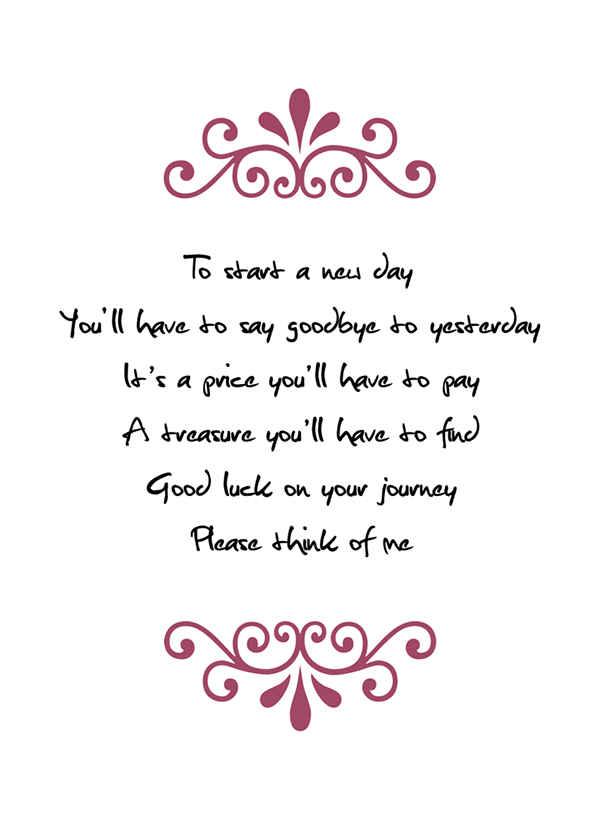 To start a new day
You'll have to say goodbye to yesterday
It's a price you'll have to pay
A treasure you'll have to find
Good luck on your journey
Please think of me